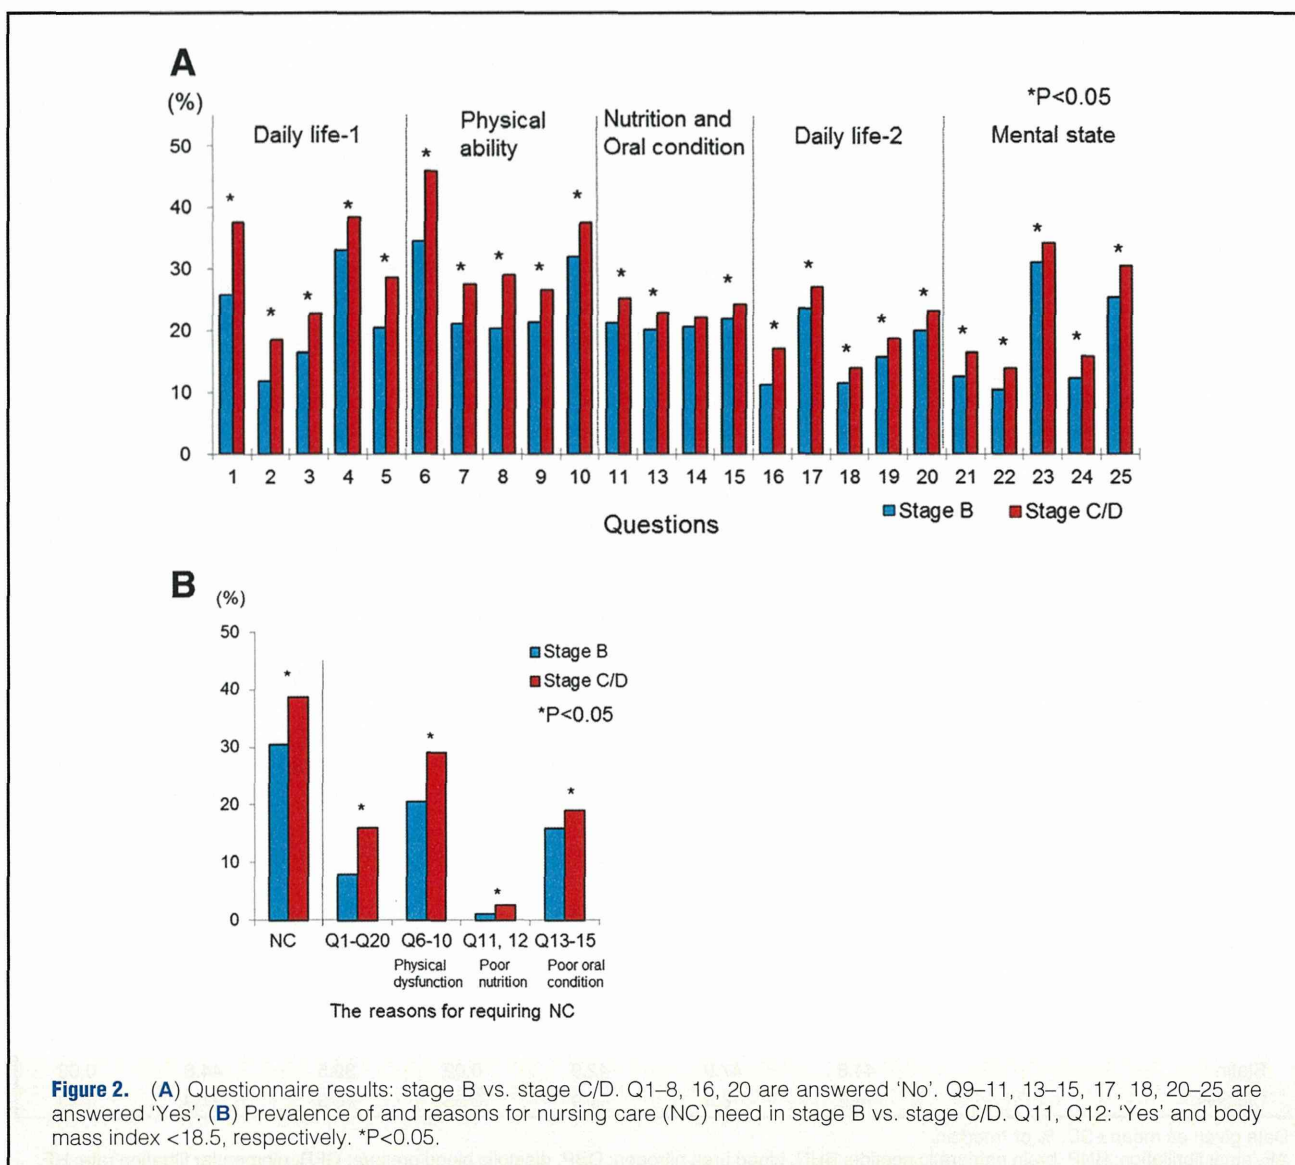 A
(%)
*P<0.05
Daily life-1
Physical
ability
Nutrition and
Oral condition
Daily life-2
Mental state
50
40
30
20
10
0
* * * * * * * * * * * * * * * * * * * * * * *
1 2 3 4 5 6 7 8 9 10 11 13 14 15 16 17 18 19 20 21 22 23 24 25
Questions
Stage B Stage C/D
B
(%)
Stage B
Stage C/D
*P<0.05
50
40
30
20
10
0
* * * * *
NC Q1-Q20 Q6-10 Q11, 12 Q13-15
Physical Poor Poor oral
dysfunction nutrition condition
The reasons for requiring NC
Figure 2. (A) Questionnaire results: stage B vs. stage C/D. Q1–8, 16, 20 are answered ‘No’. Q9–11, 13–15, 17, 18, 20–25 are
answered ‘Yes’. (B) Prevalence of and reasons for nursing care (NC) need in stage B vs. stage C/D. Q11, Q12: ‘Yes’ and body
mass index <18.5, respectively. *P<0.05.